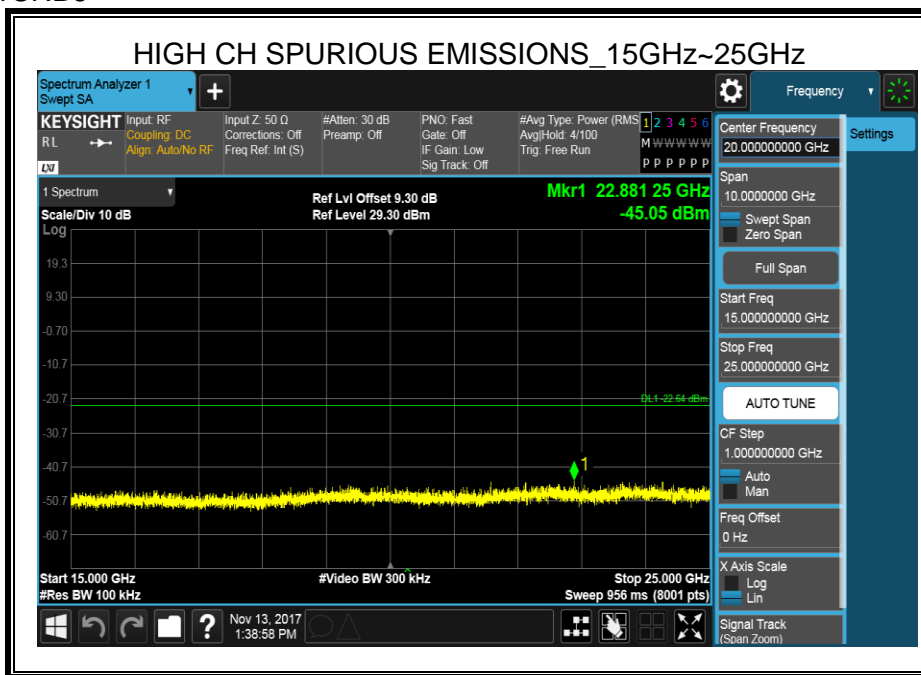 HIGH CH SPURIOUS EMISSIONS_15GHz~25GHz
Spectrum Analyzer 1
Swept SA
Frequency
KEYSIGHT
RL
LXI
Input: RF
Coupling: DC
Align: Auto/No RF
Input Z: 50 Ω
Corrections: Off
Freq Ref: Int (S)
#Atten: 30 dB
Preamp: Off
PNO: Fast
Gate: Off
IF Gain: Low
Sig Track: Off
#Avg Type: Power (RMS
Avg|Hold: 4/100
Trig: Free Run
1 2 3 4 5 6
M W W W W W
P P P P P P
1 Spectrum
Scale/Div 10 dB
Log
Ref Lvl Offset 9.30 dB
Ref Level 29.30 dBm
Mkr1 22.881 25 GHz
-45.05 dBm
19.3
9.30
-0.70
-10.7
-20.7
-30.7
-40.7
-50.7
-60.7
DL1 -22.64 dBm
1
Start 15.000 GHz
#Res BW 100 kHz
#Video BW 300 kHz
Stop 25.000 GHz
Sweep 956 ms (8001 pts)
?
Nov 13, 2017
1:38:58 PM
Center Frequency
20.000000000 GHz
Settings
Span
10.0000000 GHz
Swept Span
Zero Span
Full Span
Start Freq
15.000000000 GHz
Stop Freq
25.000000000 GHz
AUTO TUNE
CF Step
1.000000000 GHz
Auto
Man
Freq Offset
0 Hz
X Axis Scale
Log
Lin
Signal Track
(Span Zoom)